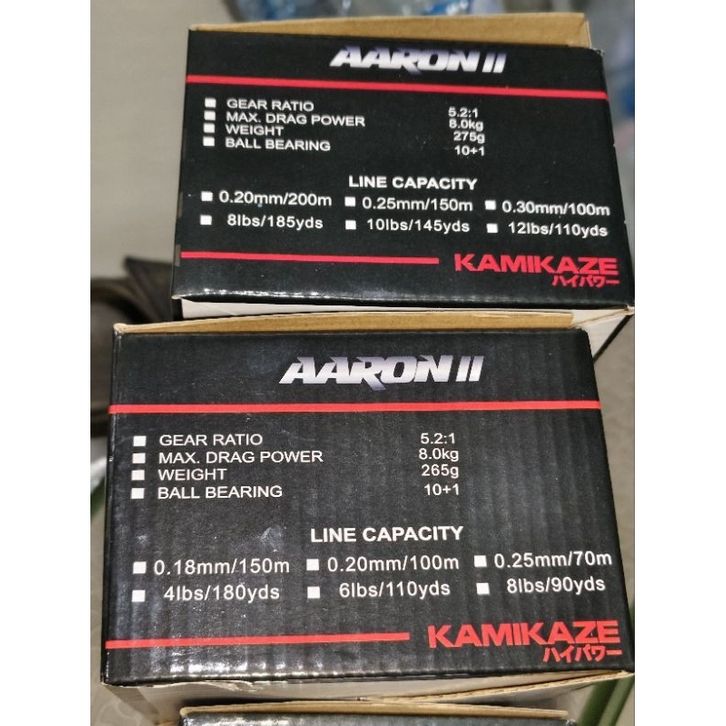 AARON II
GEAR RATIO 5.2:1
MAX. DRAG POWER 8.0kg
WEIGHT 275g
BALL BEARING 10+1
LINE CAPACITY
0.20mm/200m 0.25mm/150m 0.30mm/100m
8lbs/185yds 10lbs/145yds 12lbs/110yds
KAMIKAZE
ハイパワー
AARON II
GEAR RATIO 5.2:1
MAX. DRAG POWER 8.0kg
WEIGHT 265g
BALL BEARING 10+1
LINE CAPACITY
0.18mm/150m 0.20mm/100m 0.25mm/70m
4lbs/180yds 6lbs/110yds 8lbs/90yds
KAMIKAZE
ハイパワー